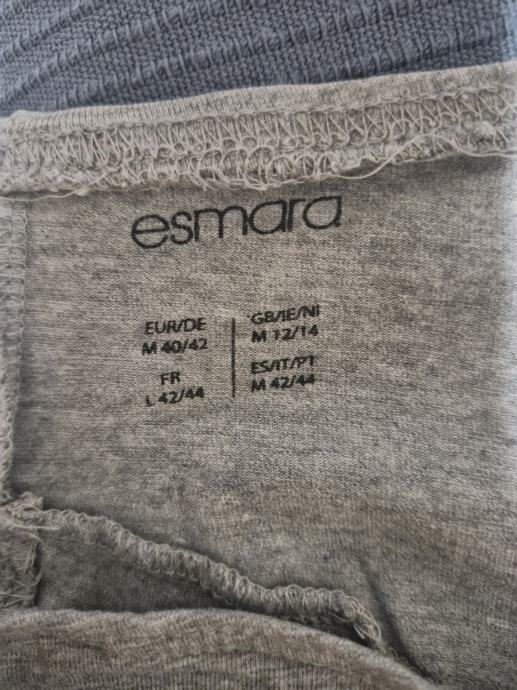 esmara
EUR/DE
M 40/42
FR
L 42/44
GB/IE/NI
M 12/14
ES/IT/PT
M 42/44